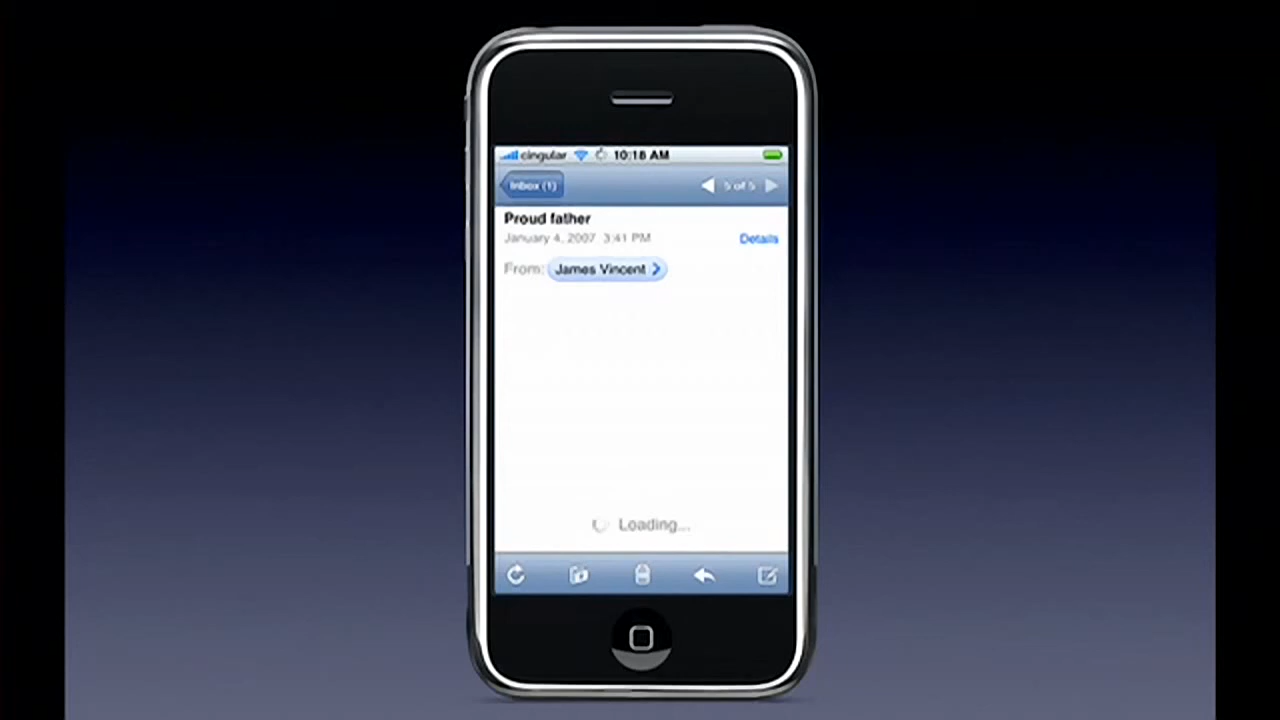 cingular 10:18 AM
Inbox (1) 5 of 5
Proud father
January 4, 2007 3:41 PM
Details
From: James Vincent
Loading...